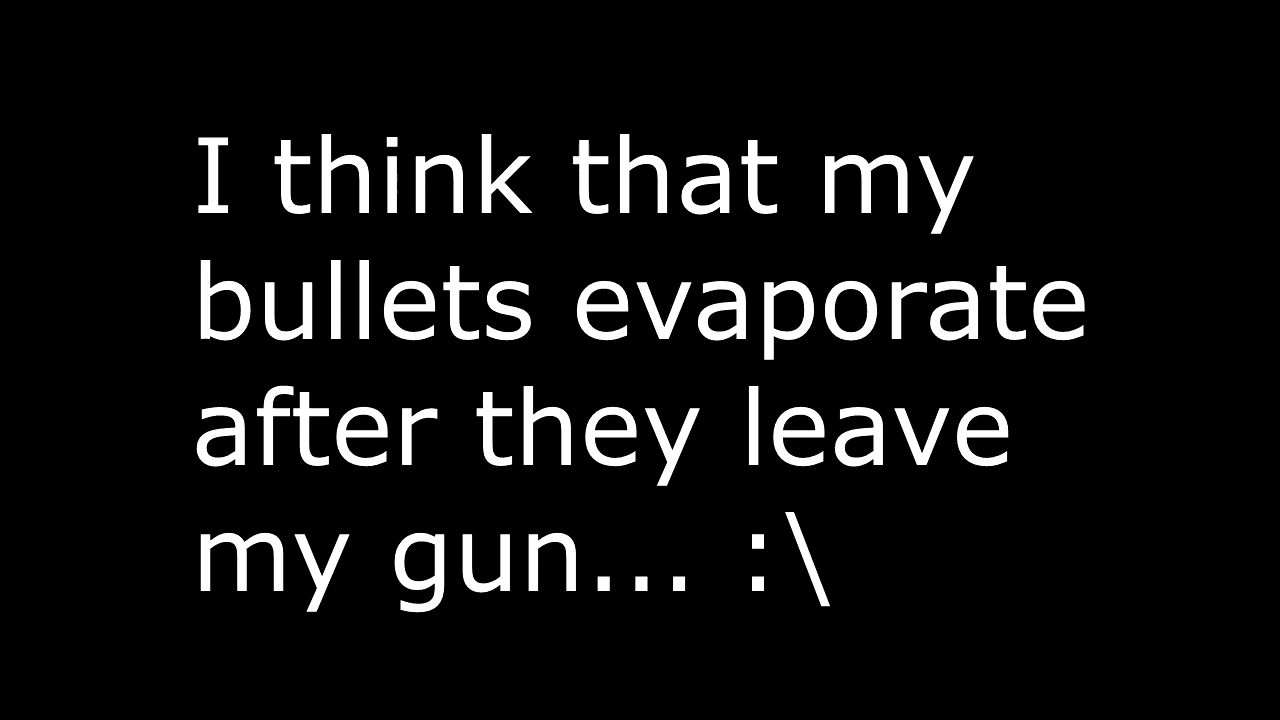 I think that my
bullets evaporate
after they leave
my gun... :\